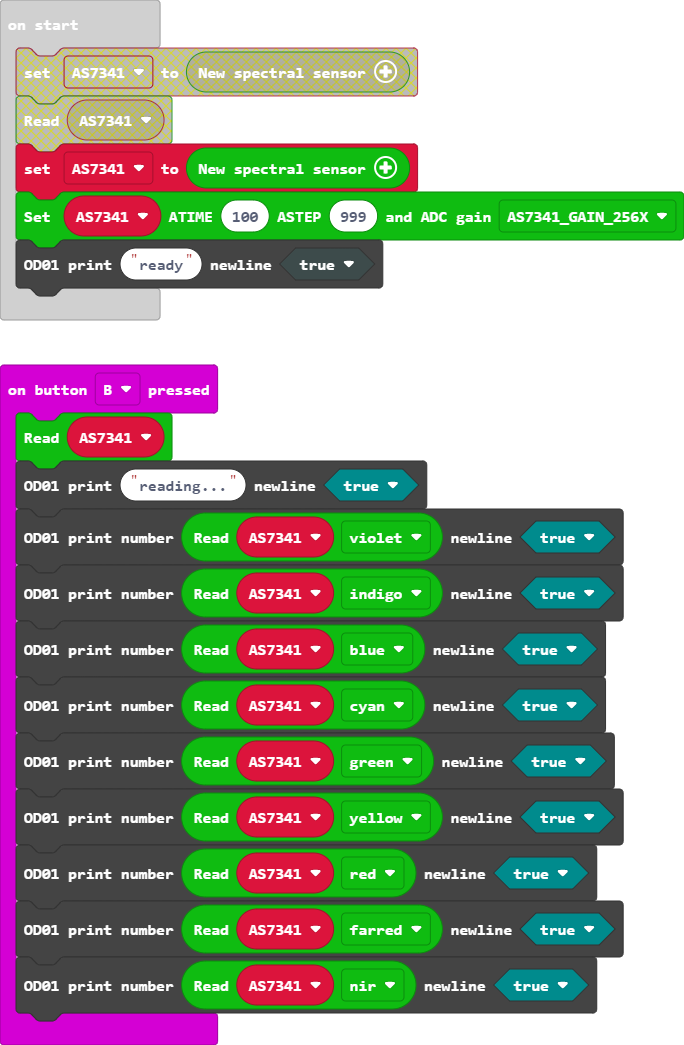 on start
set AS7341 to New spectral sensor
Read AS7341
set AS7341 to New spectral sensor
Set AS7341 ATIME 100 ASTEP 999 and ADC gain AS7341_GAIN_256X
OD01 print "ready" newline true
on button B pressed
Read AS7341
OD01 print "reading..." newline true
OD01 print number Read AS7341 violet newline true
OD01 print number Read AS7341 indigo newline true
OD01 print number Read AS7341 blue newline true
OD01 print number Read AS7341 cyan newline true
OD01 print number Read AS7341 green newline true
OD01 print number Read AS7341 yellow newline true
OD01 print number Read AS7341 red newline true
OD01 print number Read AS7341 farred newline true
OD01 print number Read AS7341 nir newline true